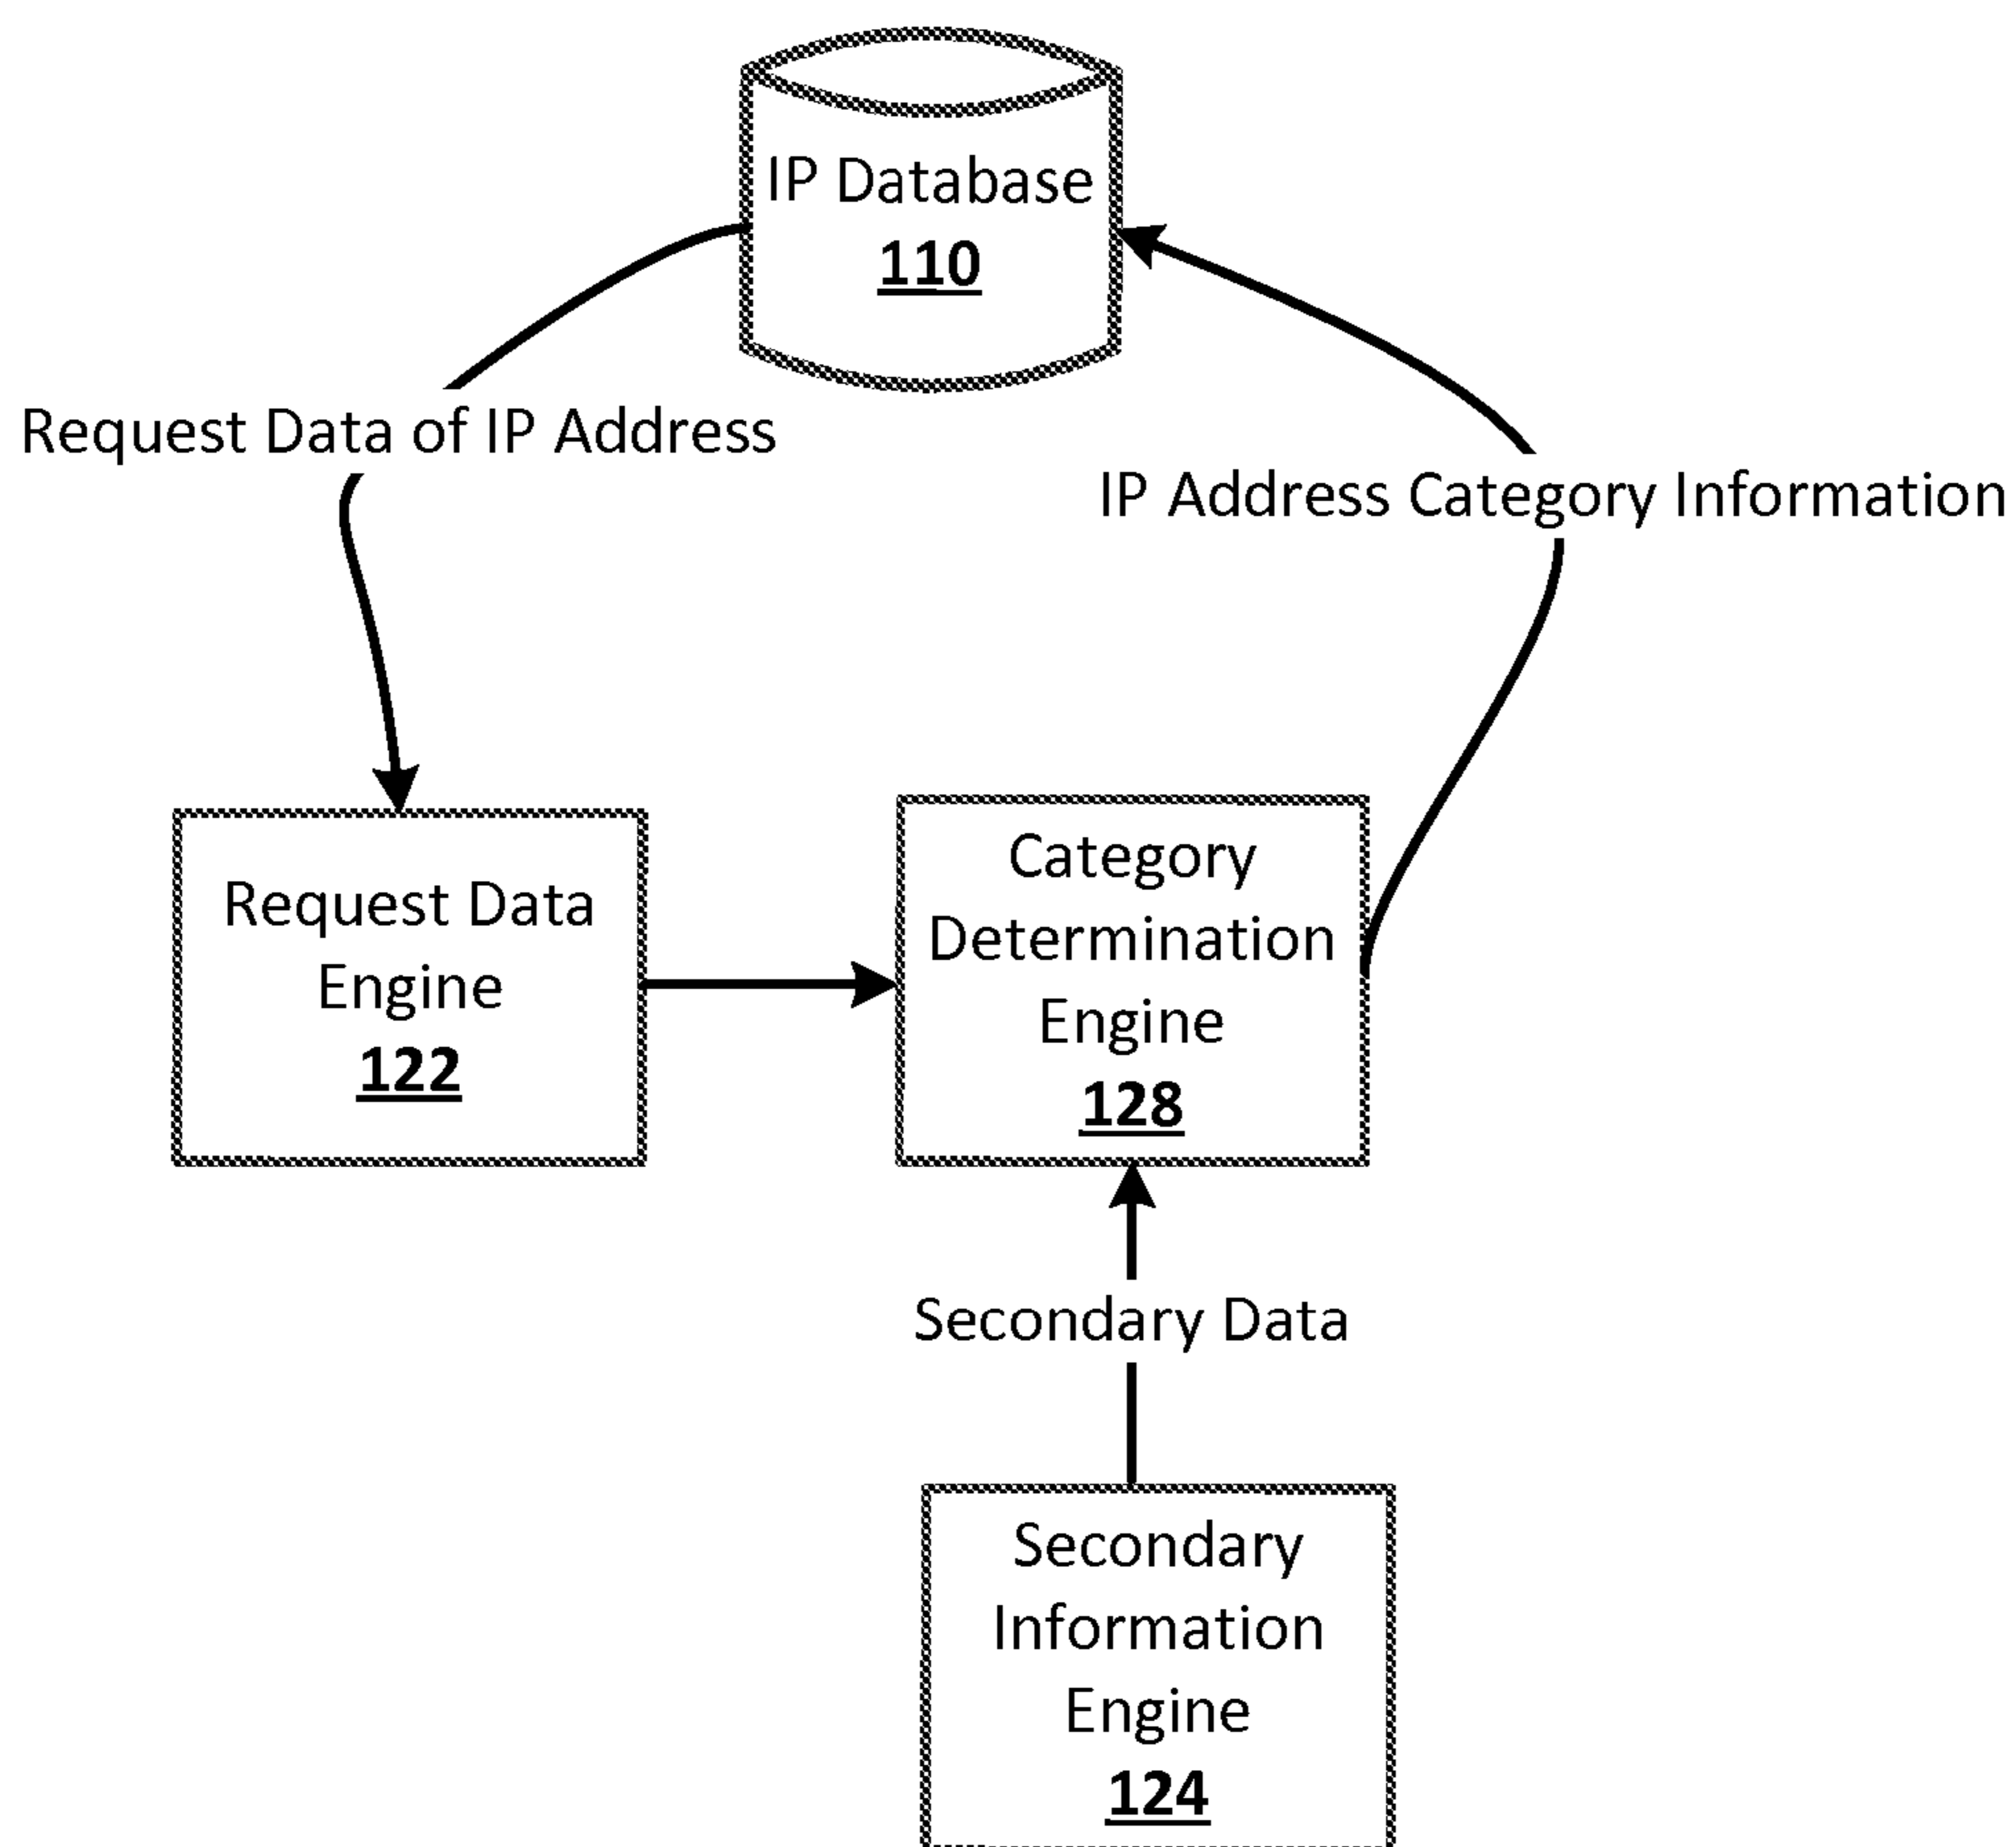 IP Database
110
Request Data of IP Address
IP Address Category Information
Request Data
Engine
122
Category
Determination
Engine
128
Secondary Data
Secondary
Information
Engine
124